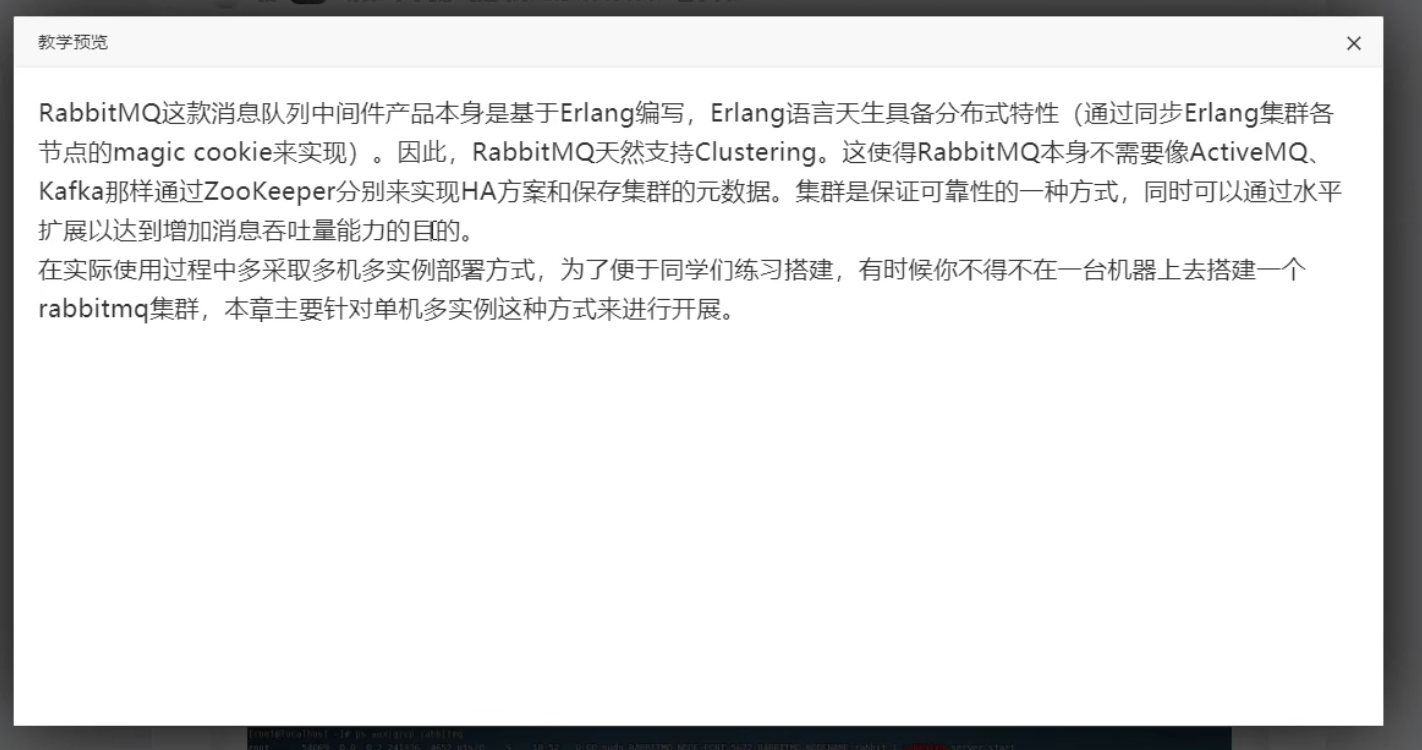 教学预览
RabbitMQ这款消息队列中间件产品本身是基于Erlang编写，Erlang语言天生具备分布式特性（通过同步Erlang集群各
节点的magic cookie来实现）。因此，RabbitMQ天然支持Clustering。这使得RabbitMQ本身不需要像ActiveMQ、
Kafka那样通过ZooKeeper分别来实现HA方案和保存集群的元数据。集群是保证可靠性的一种方式，同时可以通过水平
扩展以达到增加消息吞吐量能力的目的。
在实际使用过程中多采取多机多实例部署方式，为了便于同学们练习搭建，有时候你不得不在一台机器上去搭建一个
rabbitmq集群，本章主要针对单机多实例这种方式来进行开展。